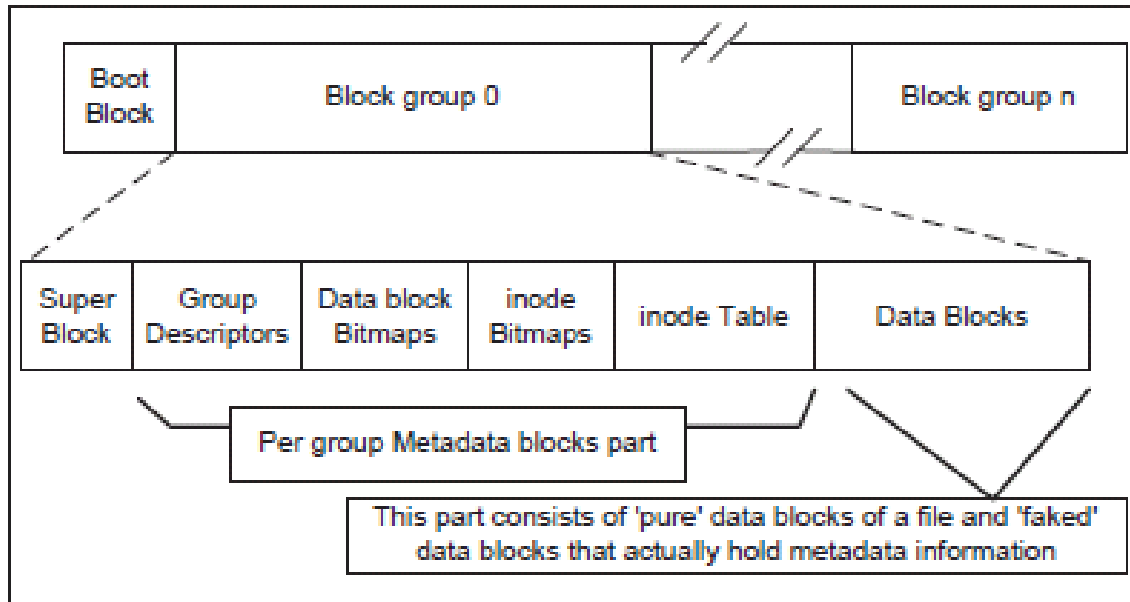 Boot
Block
Block group 0
Block group n
Super
Block
Group
Descriptors
Data block
Bitmaps
inode
Bitmaps
inode Table
Data Blocks
Per group Metadata blocks part
This part consists of 'pure' data blocks of a file and 'faked'
data blocks that actually hold metadata information